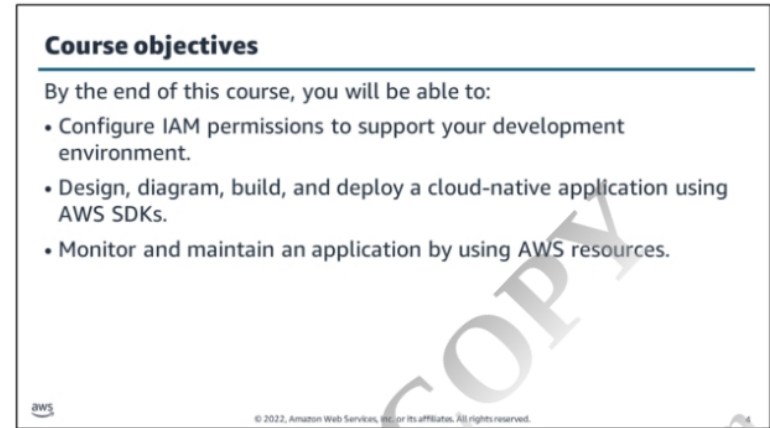 Course objectives
By the end of this course, you will be able to:
• Configure IAM permissions to support your development
environment.
• Design, diagram, build, and deploy a cloud-native application using
AWS SDKs.
• Monitor and maintain an application by using AWS resources.
COPY
aws
© 2022, Amazon Web Services, Inc. or its affiliates. All rights reserved.
4